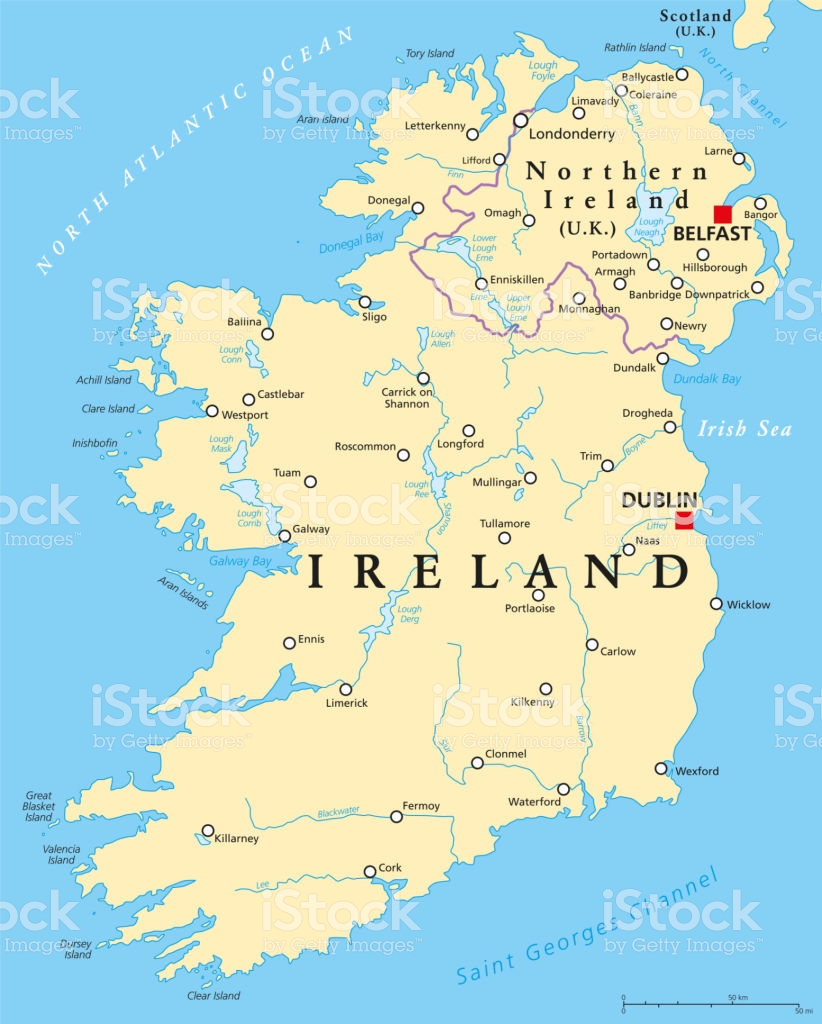 Scotland
(U.K.)
NORTH ATLANTIC OCEAN
Tory Island
Rathlin Island
North Channel
Lough
Foyle
Ballycastle
Coleraine
Limavady
Aran island
Letterkenny
Londonderry
Bann
Lifford
Finn
Larne
Northern
Ireland
(U.K.)
Donegal
Omagh
Lough
Neagh
BELFAST
Bangor
Donegal Bay
Lower
Lough
Erne
Portadown
Hillsborough
Armagh
Enniskillen
Erne
Upper
Lough
Erne
Monnaghan
Banbridge
Downpatrick
Sligo
Newry
Ballina
Lough
Conn
Lough
Allen
Dundalk
Dundalk Bay
Achill Island
Carrick on
Shannon
Castlebar
Clare Island
Westport
Drogheda
Irish Sea
Inishbofin
Lough
Mask
Roscommon
Longford
Boyne
Trim
Tuam
Lough
Ree
Mullingar
Shannon
Lough
Corrib
DUBLIN
Liffey
Tullamore
Galway
Naas
Galway Bay
IRELAND
Aran Islands
Portlaoise
Lough
Derg
Wicklow
Ennis
Carlow
Limerick
Kilkenny
Barrow
Suir
Clonmel
Wexford
Waterford
Great
Blasket
Island
Blackwater
Fermoy
Killarney
Valencia
Island
Cork
Lee
Saint Georges Channel
Dursey
Island
Clear Island
0 50 km
0 50 mi
iStock
by Getty Images™